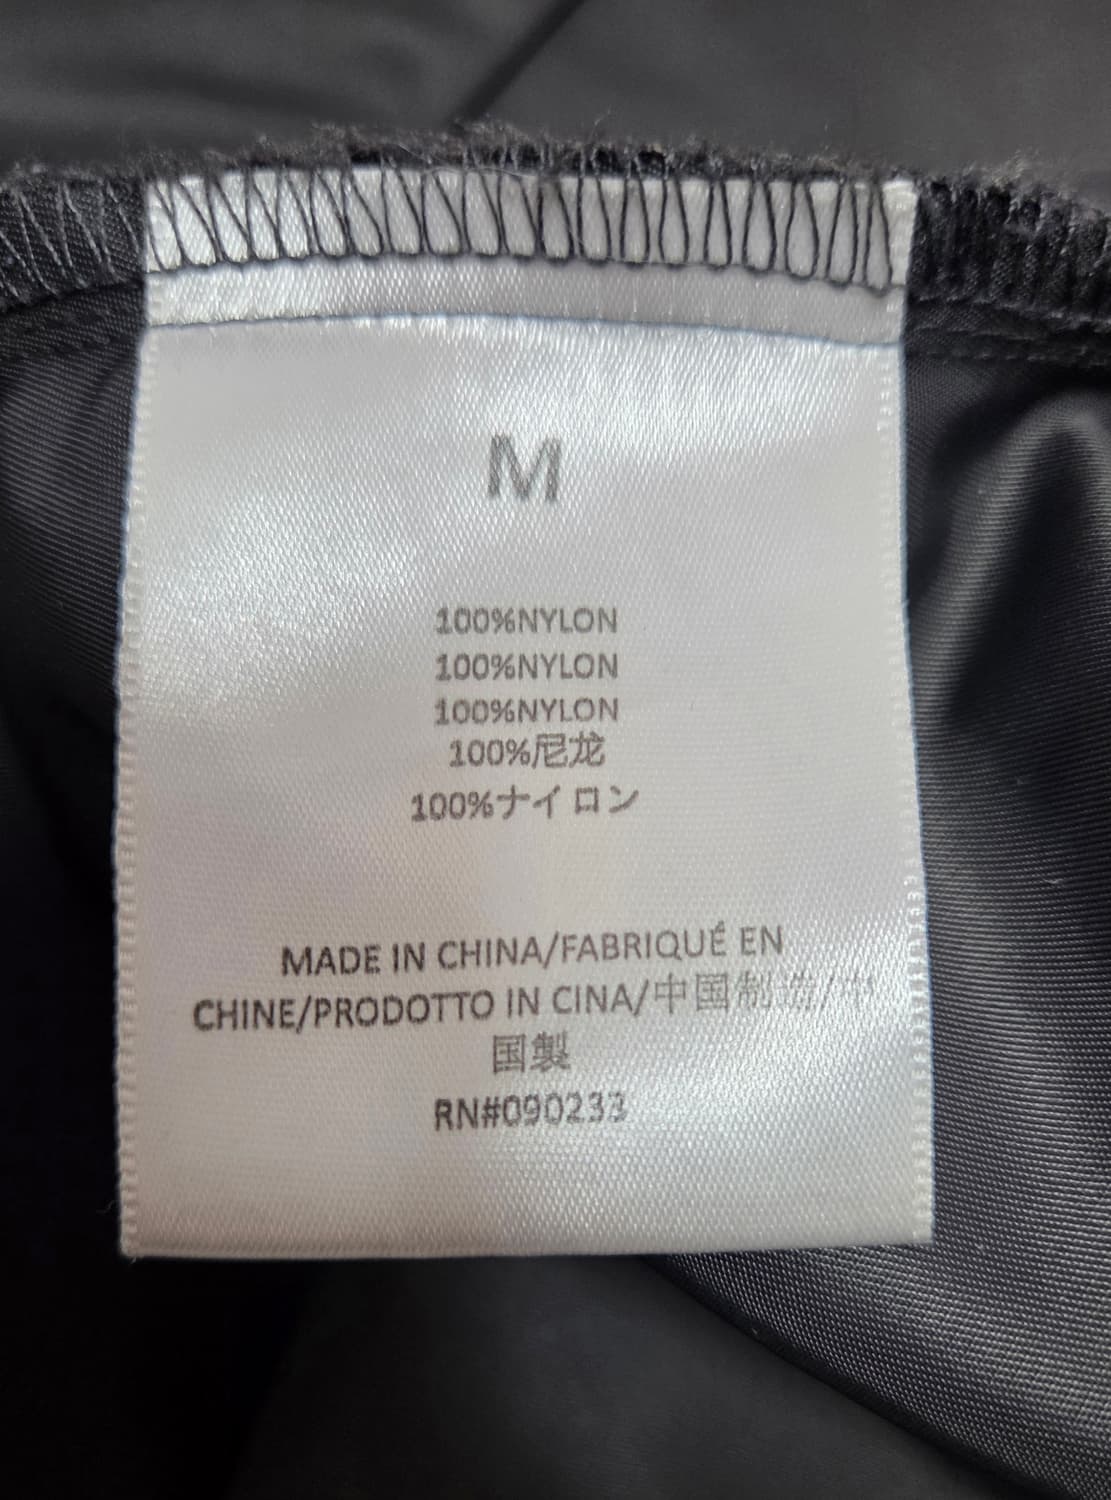 M
100%NYLON
100%NYLON
100%NYLON
100%尼龙
100%ナイロン
MADE IN CHINA/FABRIQUÉ EN
CHINE/PRODOTTO IN CINA/中国制造/中
国製
RN#090233